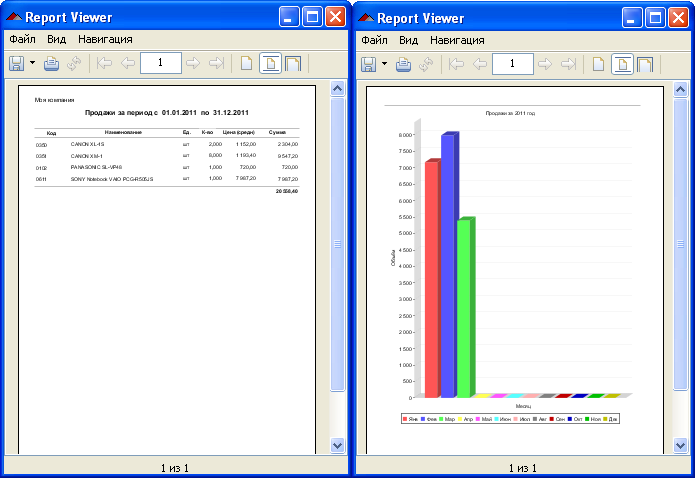 Report Viewer
Файл Вид Навигация
1
Моя компания
Продажи за период с 01.01.2011 по 31.12.2011
Код Наименование Ед. К-во Цена (средн) Сумма
0350 CANON XL-1S шт 2,000 1 152,00 2 304,00
0351 CANON XM-1 шт 8,000 1 193,40 9 547,20
0102 PANASONIC SL-VP48 шт 1,000 720,00 720,00
0611 SONY Notebook VAIO PCG-R505JS шт 1,000 7 987,20 7 987,20
20 558,40
1 из 1
Report Viewer
Файл Вид Навигация
1
Продажи за 2011 год
8 000
7 500
7 000
6 500
6 000
5 500
5 000
4 500
4 000
3 500
3 000
2 500
2 000
1 500
1 000
500
0
Объём
Месяц
Янв Фев Мар Апр Май Июн Июл Авг Сен Окт Ноя Дек
1 из 1